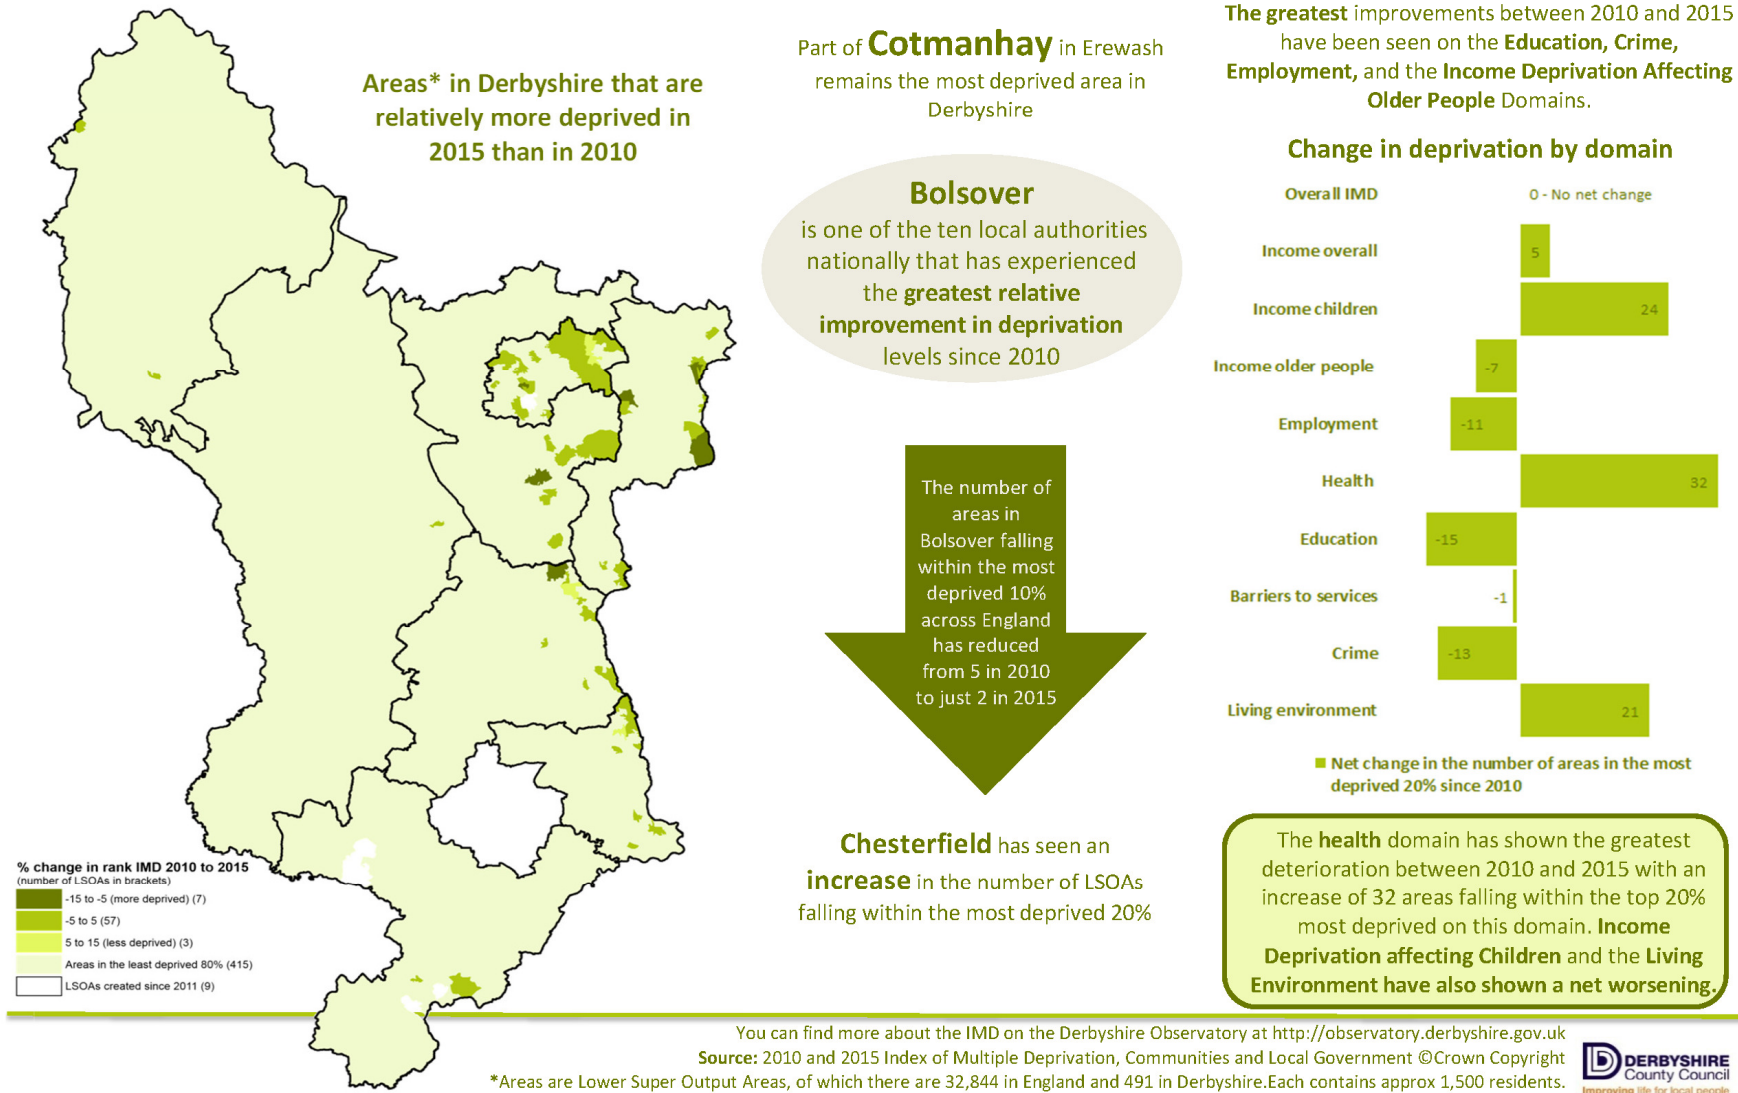 Areas* in Derbyshire that are
relatively more deprived in
2015 than in 2010
% change in rank IMD 2010 to 2015
(number of LSOAs in brackets)
-15 to -5 (more deprived) (7)
-5 to 5 (57)
5 to 15 (less deprived) (3)
Areas in the least deprived 80% (415)
LSOAs created since 2011 (9)
Part of Cotmanhay in Erewash
remains the most deprived area in
Derbyshire
Bolsover
is one of the ten local authorities
nationally that has experienced
the greatest relative
improvement in deprivation
levels since 2010
The number of
areas in
Bolsover falling
within the most
deprived 10%
across England
has reduced
from 5 in 2010
to just 2 in 2015
Chesterfield has seen an
increase in the number of LSOAs
falling within the most deprived 20%
The greatest improvements between 2010 and 2015
have been seen on the Education, Crime,
Employment, and the Income Deprivation Affecting
Older People Domains.
Change in deprivation by domain
Overall IMD 0 - No net change
Income overall 5
Income children 24
Income older people -7
Employment -11
Health 32
Education -15
Barriers to services -1
Crime -13
Living environment 21
Net change in the number of areas in the most
deprived 20% since 2010
The health domain has shown the greatest
deterioration between 2010 and 2015 with an
increase of 32 areas falling within the top 20%
most deprived on this domain. Income
Deprivation affecting Children and the Living
Environment have also shown a net worsening.
You can find more about the IMD on the Derbyshire Observatory at http://observatory.derbyshire.gov.uk
Source: 2010 and 2015 Index of Multiple Deprivation, Communities and Local Government ©Crown Copyright
*Areas are Lower Super Output Areas, of which there are 32,844 in England and 491 in Derbyshire.Each contains approx 1,500 residents.
DERBYSHIRE
County Council
Improving life for local people